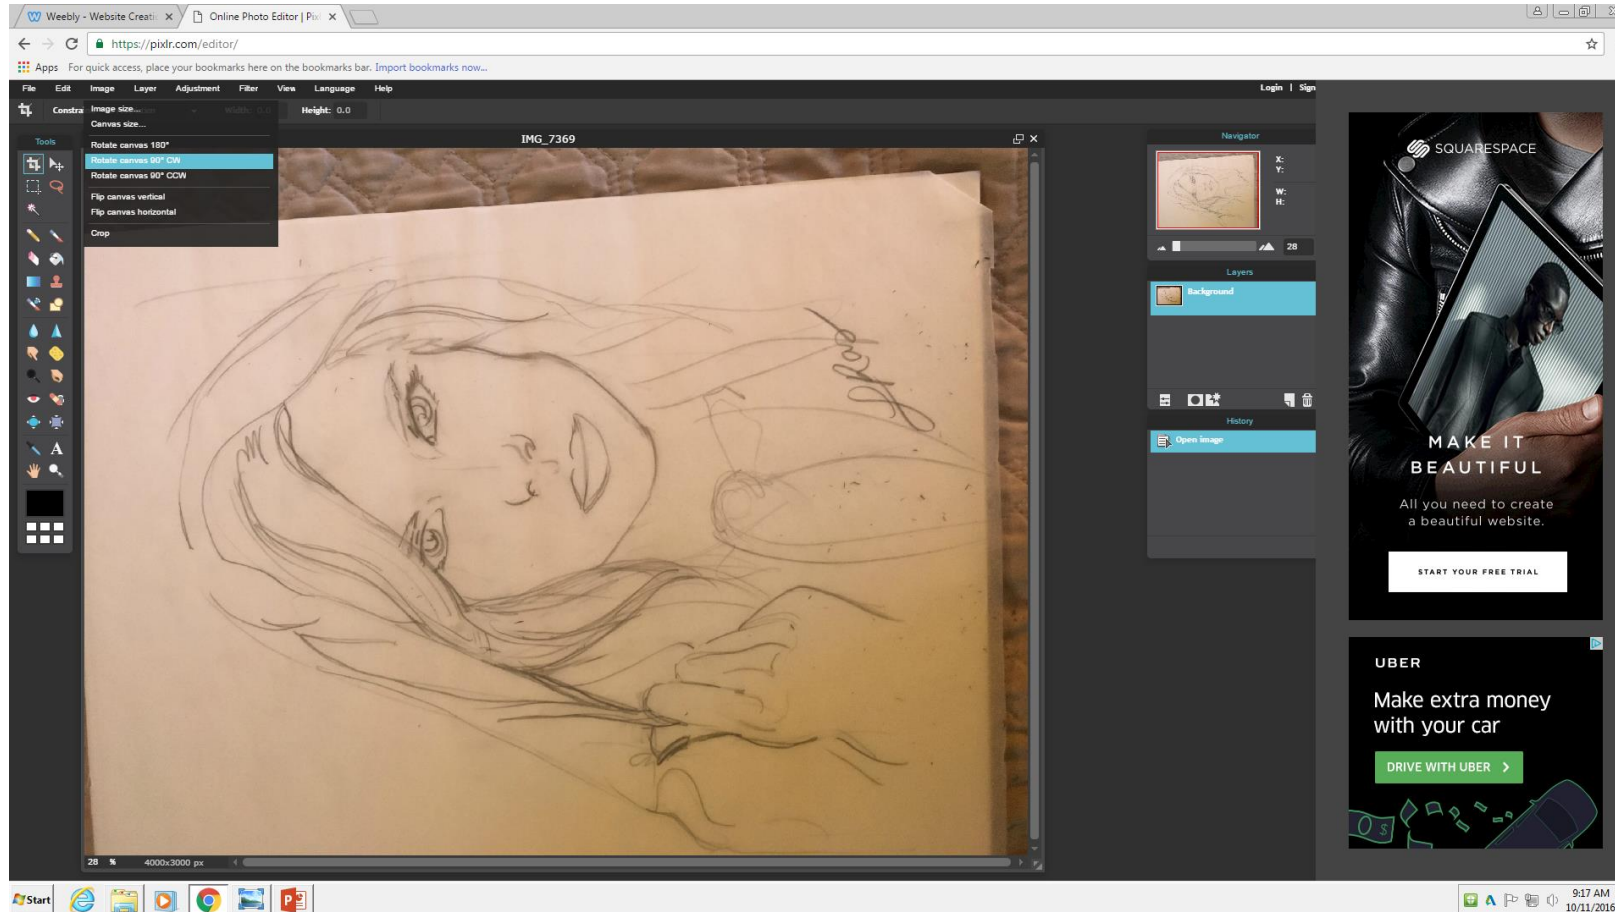 Weebly - Website Creati
Online Photo Editor | Pi
https://pixlr.com/editor/
Apps For quick access, place your bookmarks here on the bookmarks bar. Import bookmarks now...
File Edit Image Layer Adjustment Filter View Language Help
Login | Sign
Constra
Height: 0.0
Image size...
Canvas size...
Rotate canvas 180°
Rotate canvas 90° CW
Rotate canvas 90° CCW
Flip canvas vertical
Flip canvas horizontal
Crop
Tools
IMG_7369
28 % 4000x3000 px
Navigator
X:
Y:
W:
H:
28
Layers
Background
History
Open image
SQUARESPACE
MAKE IT
BEAUTIFUL
All you need to create
a beautiful website.
START YOUR FREE TRIAL
UBER
Make extra money
with your car
DRIVE WITH UBER
Start
9:17 AM
10/11/2016